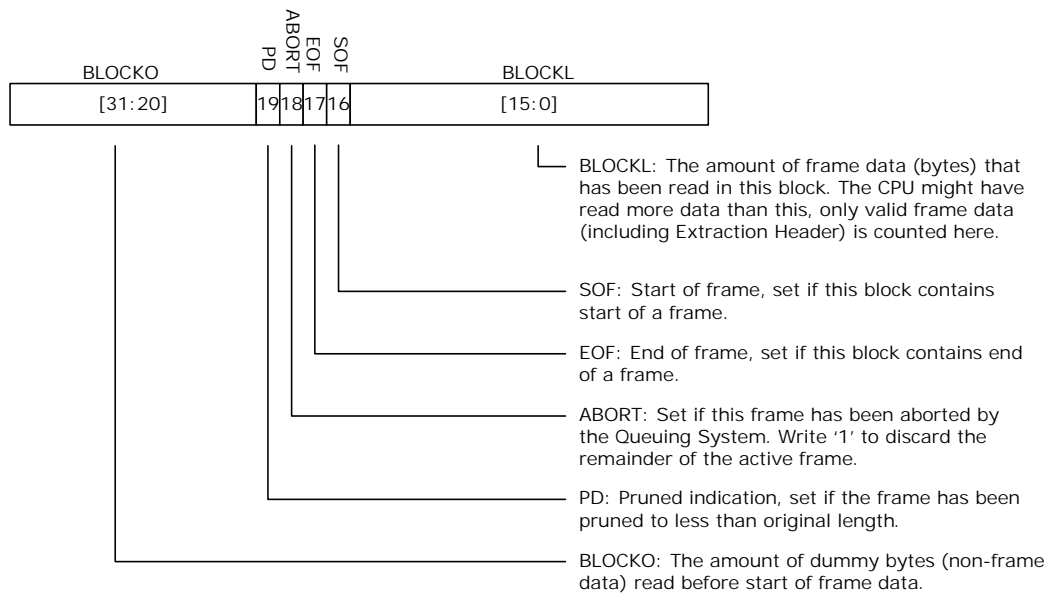 PD
ABORT
EOF
SOF
BLOCKO
BLOCKL
[31:20]
19
18
17
16
[15:0]
BLOCKL: The amount of frame data (bytes) that
has been read in this block. The CPU might have
read more data than this, only valid frame data
(including Extraction Header) is counted here.
SOF: Start of frame, set if this block contains
start of a frame.
EOF: End of frame, set if this block contains end
of a frame.
ABORT: Set if this frame has been aborted by
the Queuing System. Write ‘1’ to discard the
remainder of the active frame.
PD: Pruned indication, set if the frame has been
pruned to less than original length.
BLOCKO: The amount of dummy bytes (non-frame
data) read before start of frame data.